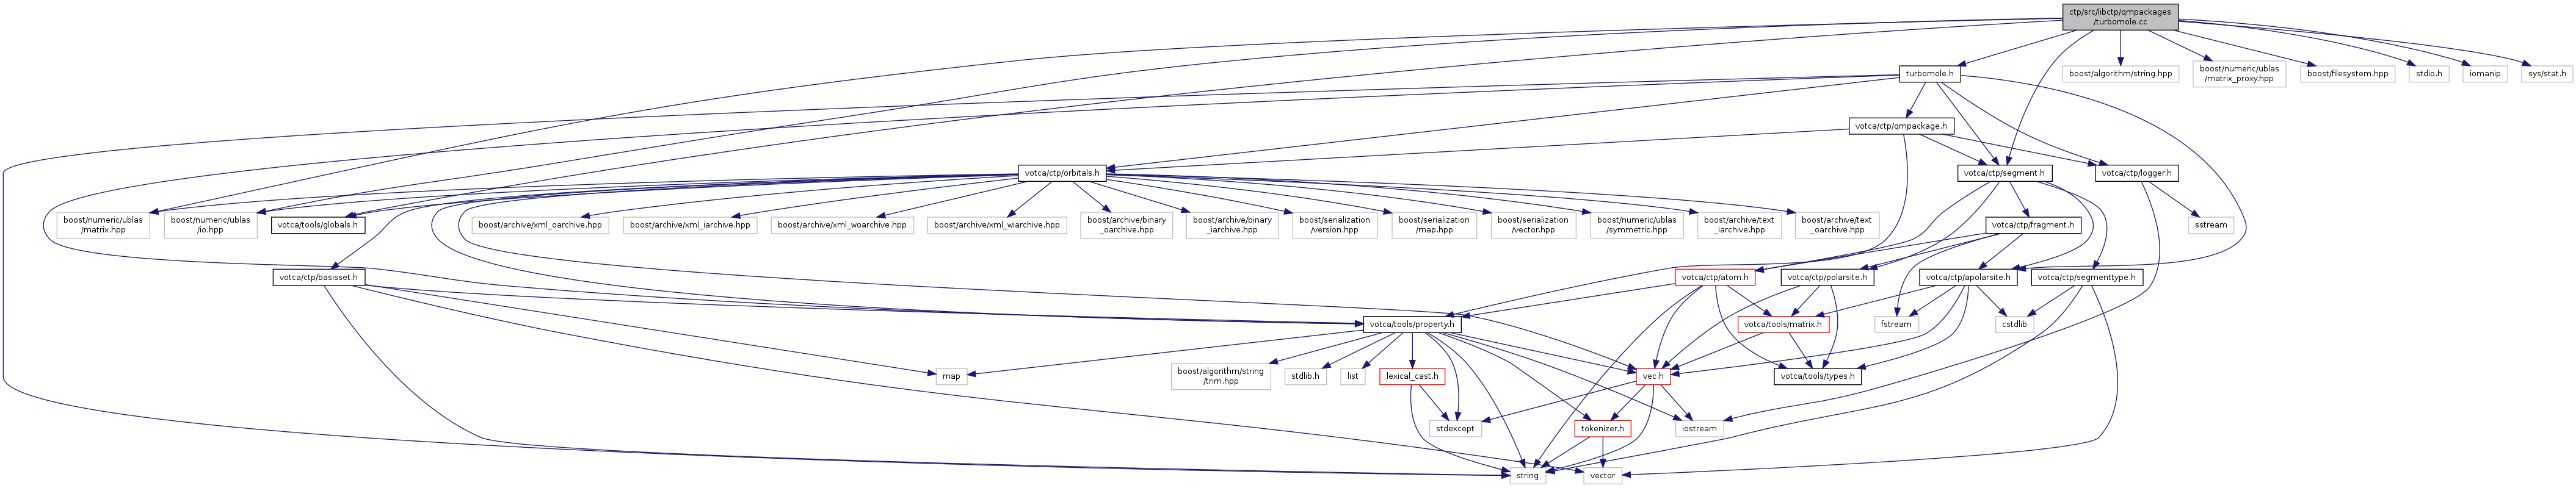 ctp/src/libctp/qmpackages
/turbomole.cc
turbomole.h
boost/algorithm/string.hpp
boost/numeric/ublas
/matrix_proxy.hpp
boost/filesystem.hpp
stdio.h
iomanip
sys/stat.h
votca/ctp/qmpackage.h
votca/ctp/orbitals.h
votca/ctp/segment.h
votca/ctp/logger.h
boost/numeric/ublas
/matrix.hpp
boost/numeric/ublas
/io.hpp
votca/tools/globals.h
boost/archive/xml_oarchive.hpp
boost/archive/xml_iarchive.hpp
boost/archive/xml_woarchive.hpp
boost/archive/xml_wiarchive.hpp
boost/archive/binary
_oarchive.hpp
boost/archive/binary
_iarchive.hpp
boost/serialization
/version.hpp
boost/serialization
/map.hpp
boost/serialization
/vector.hpp
boost/numeric/ublas
/symmetric.hpp
boost/archive/text
_iarchive.hpp
boost/archive/text
_oarchive.hpp
votca/ctp/fragment.h
sstream
votca/ctp/basisset.h
votca/ctp/atom.h
votca/ctp/polarsite.h
votca/ctp/apolarsite.h
votca/ctp/segmenttype.h
votca/tools/property.h
votca/tools/matrix.h
fstream
cstdlib
map
boost/algorithm/string
/trim.hpp
stdlib.h
list
lexical_cast.h
vec.h
votca/tools/types.h
stdexcept
tokenizer.h
iostream
string
vector